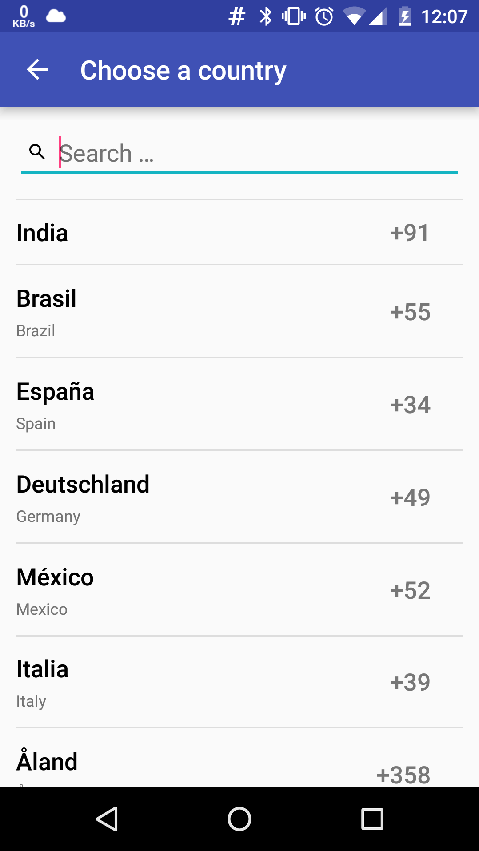 0
KB/s
12:07
Choose a country
Search ...
India +91
Brasil +55
Brazil
España +34
Spain
Deutschland +49
Germany
México +52
Mexico
Italia +39
Italy
Åland +358